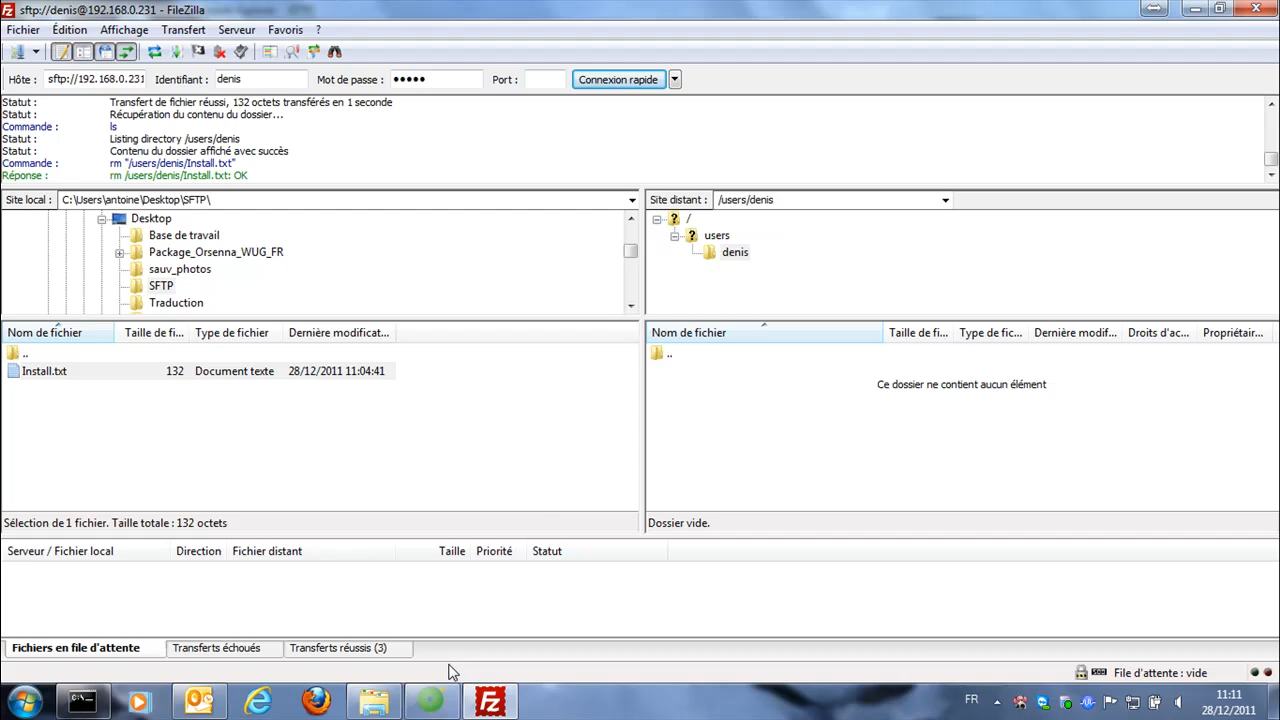 sftp://denis@192.168.0.231 - FileZilla
Fichier Édition Affichage Transfert Serveur Favoris ?
Hôte : sftp://192.168.0.231 Identifiant : denis Mot de passe : ••••• Port : Connexion rapide
Statut : Transfert de fichier réussi, 132 octets transférés en 1 seconde
Statut : Récupération du contenu du dossier...
Commande : ls
Statut : Listing directory /users/denis
Statut : Contenu du dossier affiché avec succès
Commande : rm "/users/denis/Install.txt"
Réponse : rm /users/denis/Install.txt: OK
Site local : C:\Users\antoine\Desktop\SFTP\
Desktop
Base de travail
Package_Orsenna_WUG_FR
sauv_photos
SFTP
Traduction
Site distant : /users/denis
/
users
denis
Nom de fichier Taille de fi... Type de fichier Dernière modificat...
..
Install.txt 132 Document texte 28/12/2011 11:04:41
Sélection de 1 fichier. Taille totale : 132 octets
Nom de fichier Taille de fi... Type de fic... Dernière modif... Droits d'ac... Propriétair...
..
Ce dossier ne contient aucun élément
Dossier vide.
Serveur / Fichier local Direction Fichier distant Taille Priorité Statut
Fichiers en file d'attente Transferts échoués Transferts réussis (3)
File d'attente : vide
FR 11:11
28/12/2011